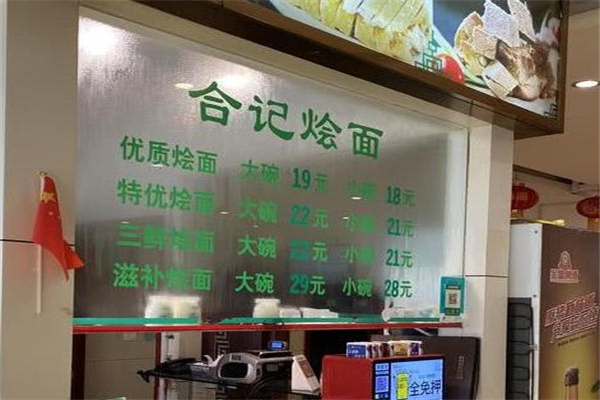 合记烩面
优质烩面 大碗 19元 小碗 18元
特优烩面 大碗 22元 小碗 21元
三鲜烩面 大碗 22元 小碗 21元
滋补烩面 大碗 29元 小碗 28元
全免押